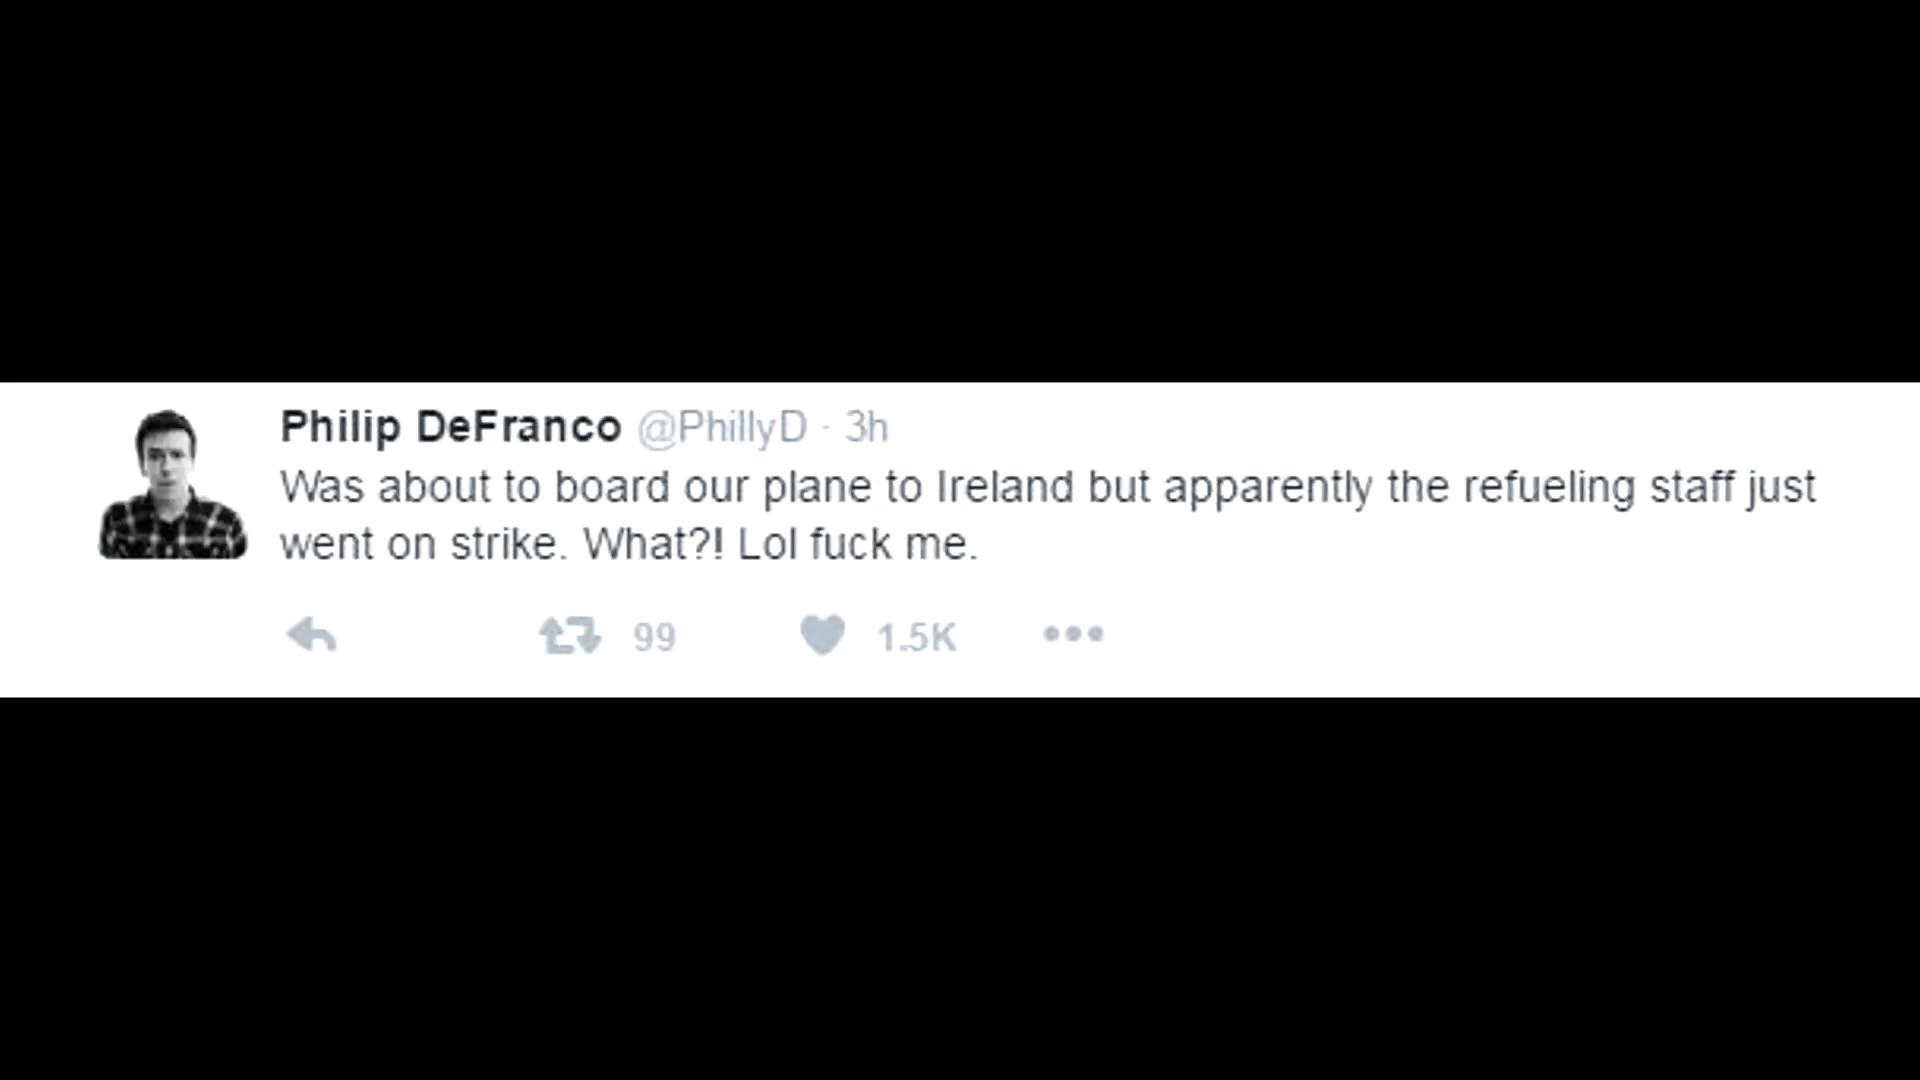 Philip DeFranco @PhillyD · 3h
Was about to board our plane to Ireland but apparently the refueling staff just
went on strike. What?! Lol fuck me.
99 1.5K